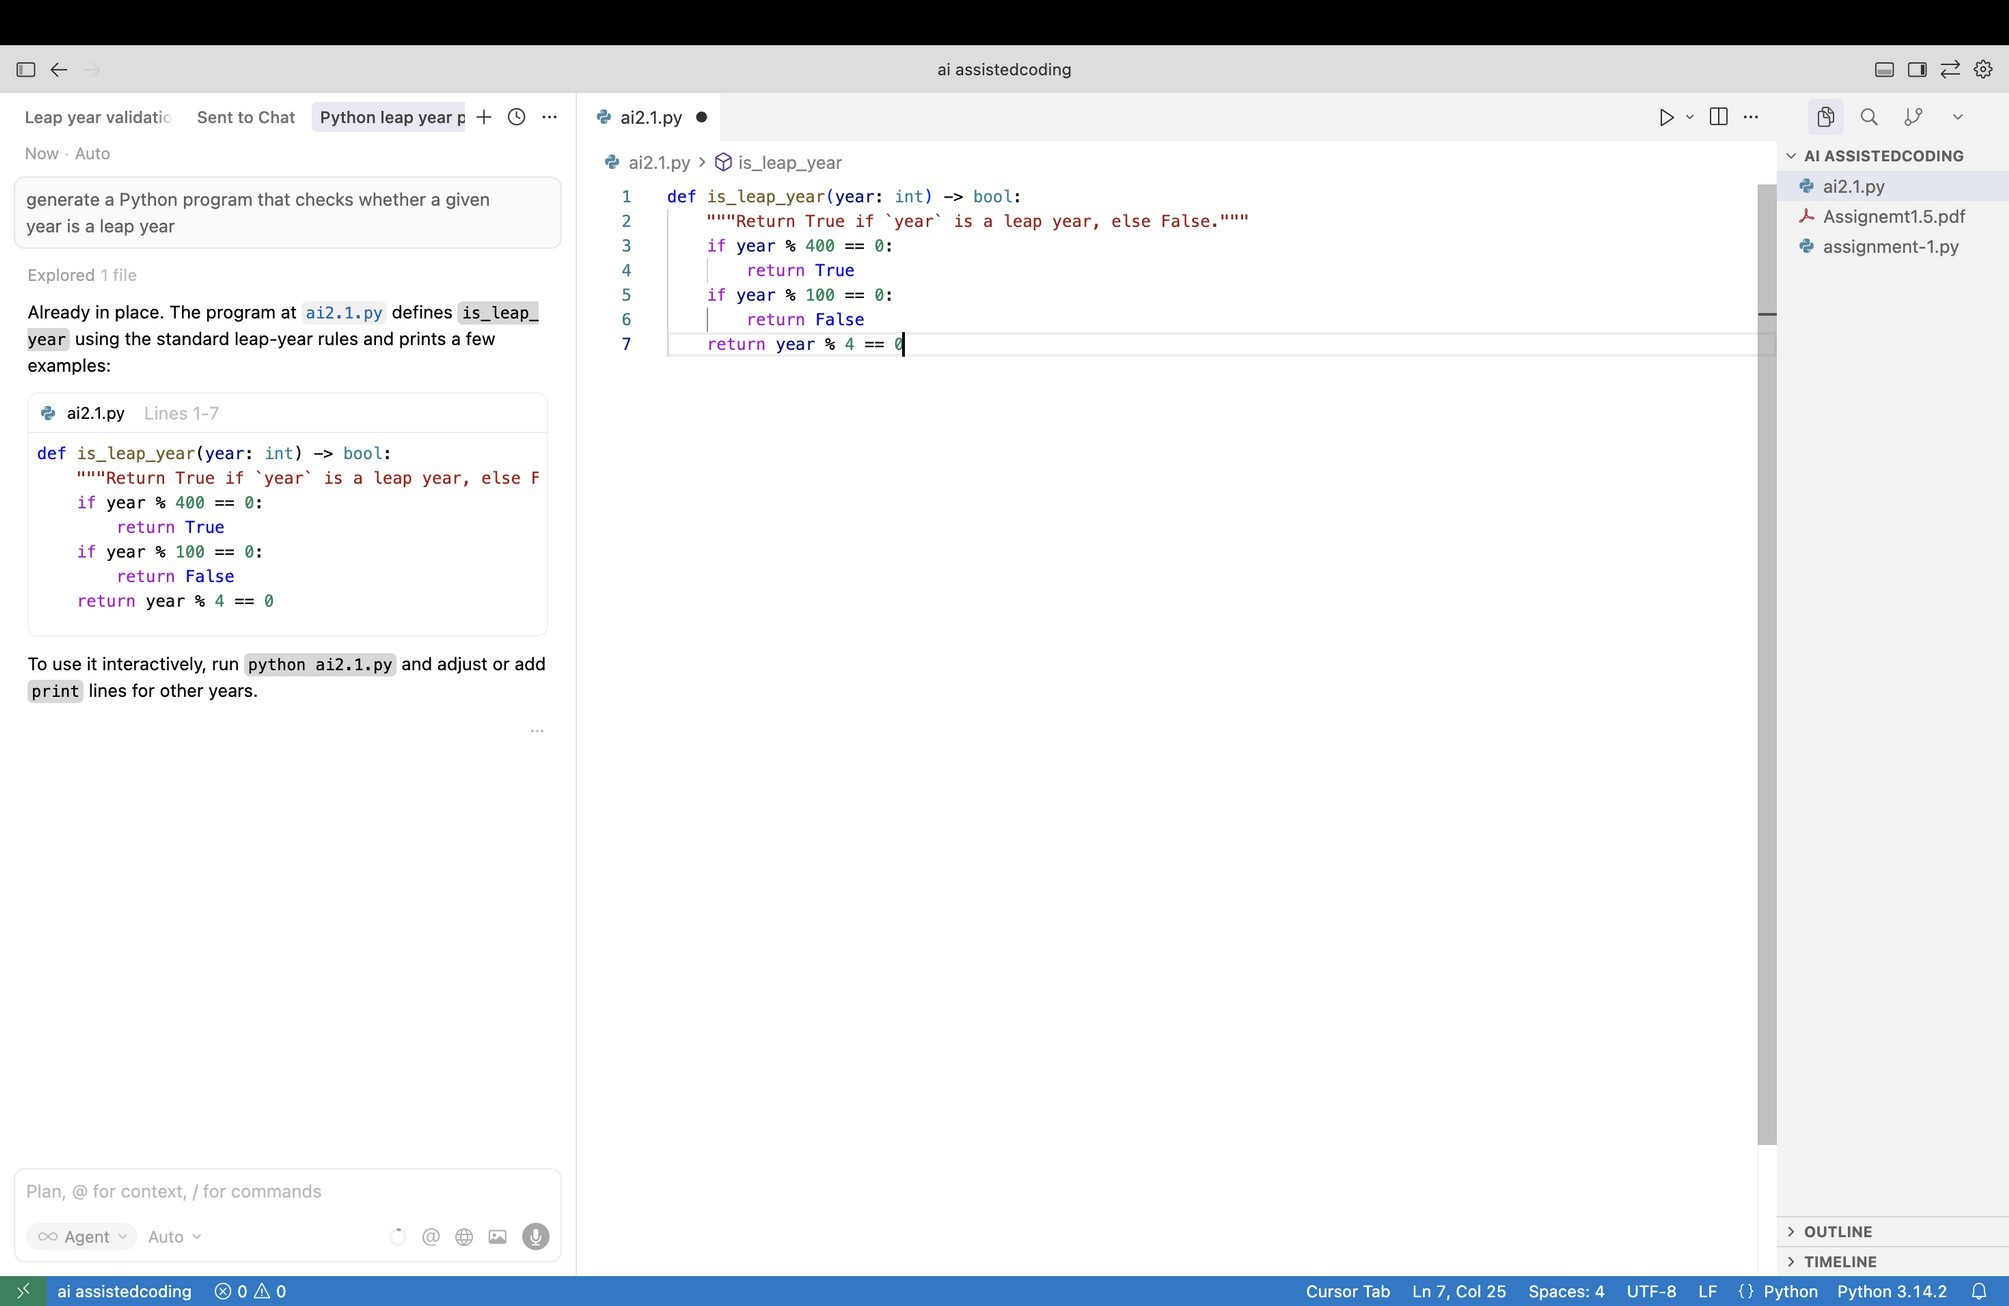 ai assistedcoding
Leap year validatio
Sent to Chat
Python leap year p
Now · Auto
generate a Python program that checks whether a given
year is a leap year
Explored 1 file
Already in place. The program at ai2.1.py defines is_leap_
year using the standard leap-year rules and prints a few
examples:
ai2.1.py Lines 1-7
def is_leap_year(year: int) -> bool:
    """Return True if `year` is a leap year, else F
    if year % 400 == 0:
        return True
    if year % 100 == 0:
        return False
    return year % 4 == 0
To use it interactively, run python ai2.1.py and adjust or add
print lines for other years.
Plan, @ for context, / for commands
Agent Auto
ai2.1.py
ai2.1.py > is_leap_year
1 def is_leap_year(year: int) -> bool:
2     """Return True if `year` is a leap year, else False."""
3     if year % 400 == 0:
4         return True
5     if year % 100 == 0:
6         return False
7     return year % 4 == 0
AI ASSISTEDCODING
ai2.1.py
Assignemt1.5.pdf
assignment-1.py
OUTLINE
TIMELINE
ai assistedcoding 0 0 Cursor Tab Ln 7, Col 25 Spaces: 4 UTF-8 LF {} Python Python 3.14.2